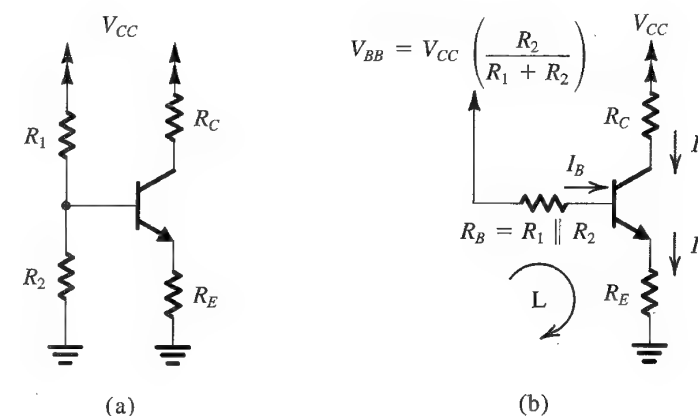 V_CC
R_1
R_C
R_2
R_E
(a)
V_BB = V_CC ( R_2 / R_1 + R_2 )
V_CC
R_C
I
I_B
R_B = R_1 || R_2
I
L
R_E
(b)